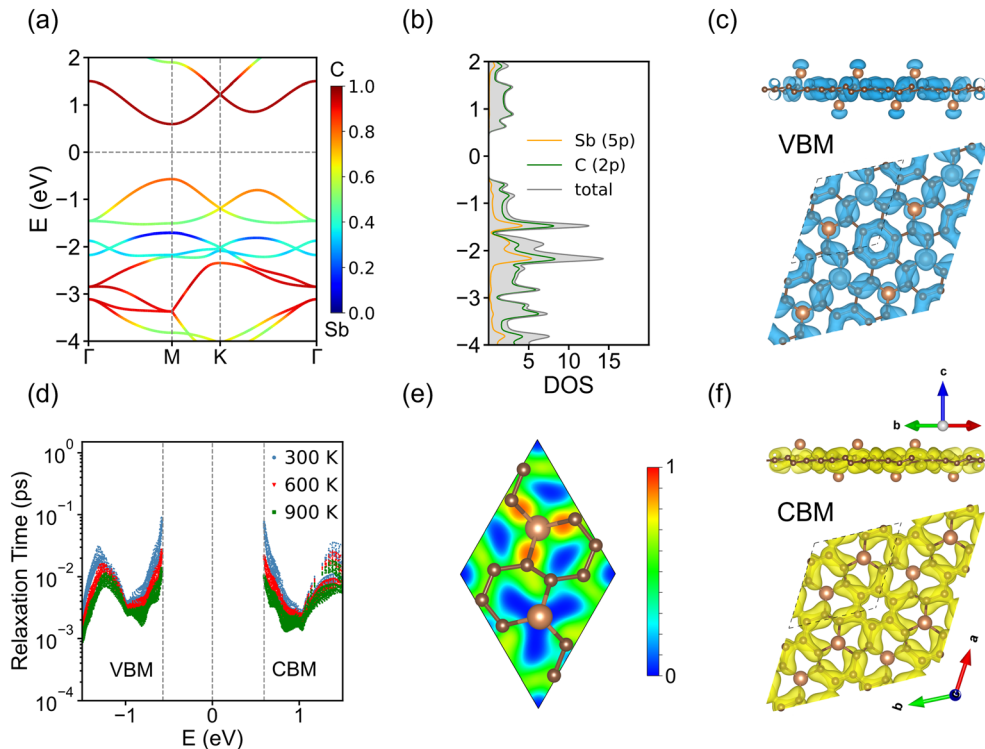 (a)
2
1
0
−1
−2
−3
−4
E (eV)
Γ
M
K
Γ
C
1.0
0.8
0.6
0.4
0.2
0.0
Sb
(b)
2
1
0
−1
−2
−3
−4
Sb (5p)
C (2p)
total
5
10
15
DOS
(c)
VBM
(d)
10⁰
10⁻¹
10⁻²
10⁻³
10⁻⁴
Relaxation Time (ps)
300 K
600 K
900 K
VBM
CBM
−1
0
1
E (eV)
(e)
1
0
(f)
c
b
CBM
a
b
c